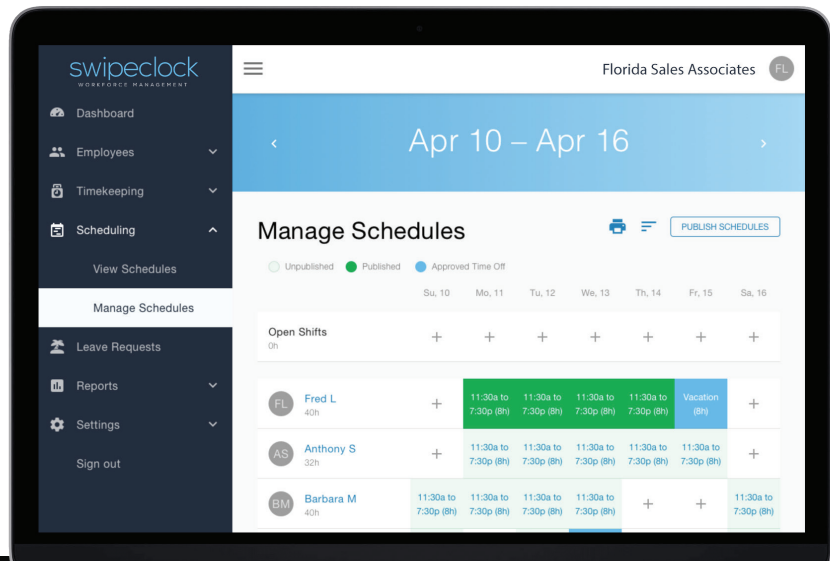 swipeclock
WORKFORCE MANAGEMENT
Florida Sales Associates FL
Dashboard
Employees
Timekeeping
Scheduling
View Schedules
Manage Schedules
Leave Requests
Reports
Settings
Sign out
‹ Apr 10 – Apr 16 ›
Manage Schedules
PUBLISH SCHEDULES
Unpublished Published Approved Time Off
Su, 10 Mo, 11 Tu, 12 We, 13 Th, 14 Fr, 15 Sa, 16
Open Shifts
0h
+ + + + + + +
FL Fred L
40h
+ 11:30a to 11:30a to 11:30a to 11:30a to Vacation +
7:30p (8h) 7:30p (8h) 7:30p (8h) 7:30p (8h) (8h)
AS Anthony S
32h
+ 11:30a to 11:30a to 11:30a to 11:30a to 11:30a to +
7:30p (8h) 7:30p (8h) 7:30p (8h) 7:30p (8h) 7:30p (8h)
BM Barbara M
40h
11:30a to 11:30a to 11:30a to 11:30a to + + 11:30a to
7:30p (8h) 7:30p (8h) 7:30p (8h) 7:30p (8h) 7:30p (8h)